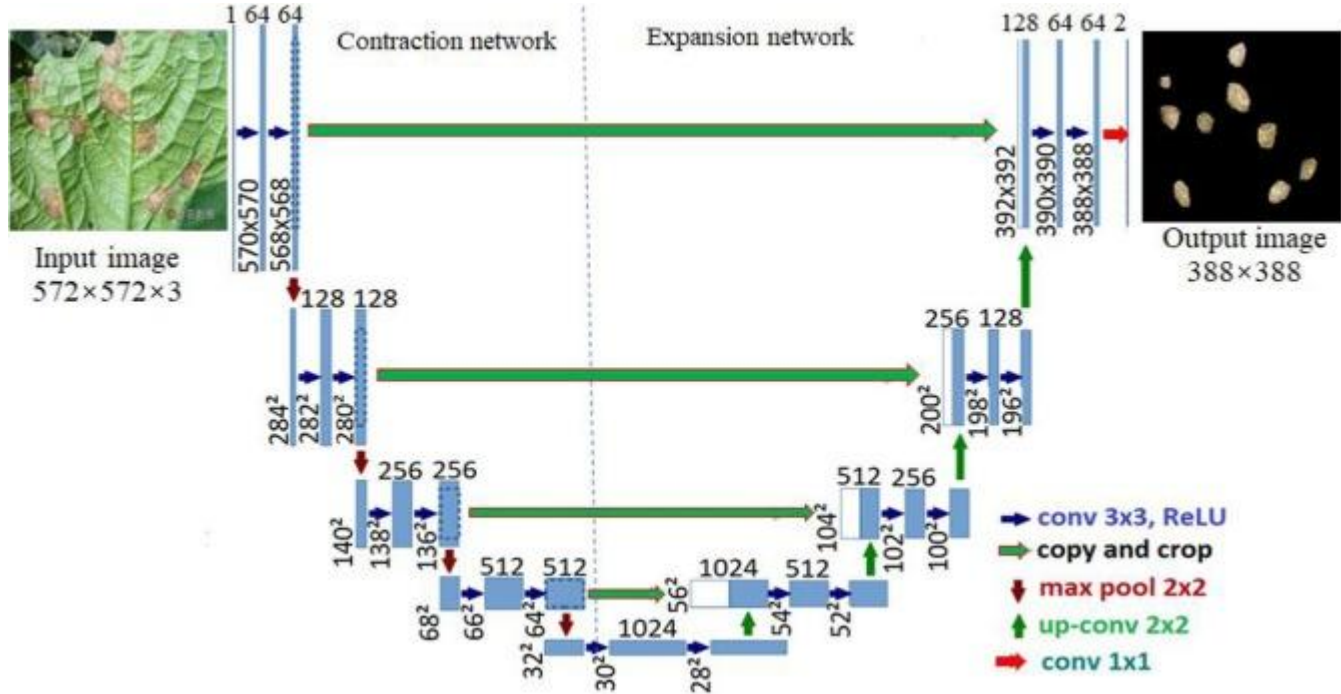 1 64 64
Contraction network
Expansion network
128 64 64 2
570x570
568x568
392x392
390x390
388x388
Input image
572×572×3
Output image
388×388
128 128
284²
282²
280²
256 128
200²
198²
196²
256 256
140²
138²
136²
512 256
104²
102²
100²
512 512
68²
66²
64²
1024 512
56²
54²
52²
1024
32²
30²
28²
conv 3x3, ReLU
copy and crop
max pool 2x2
up-conv 2x2
conv 1x1